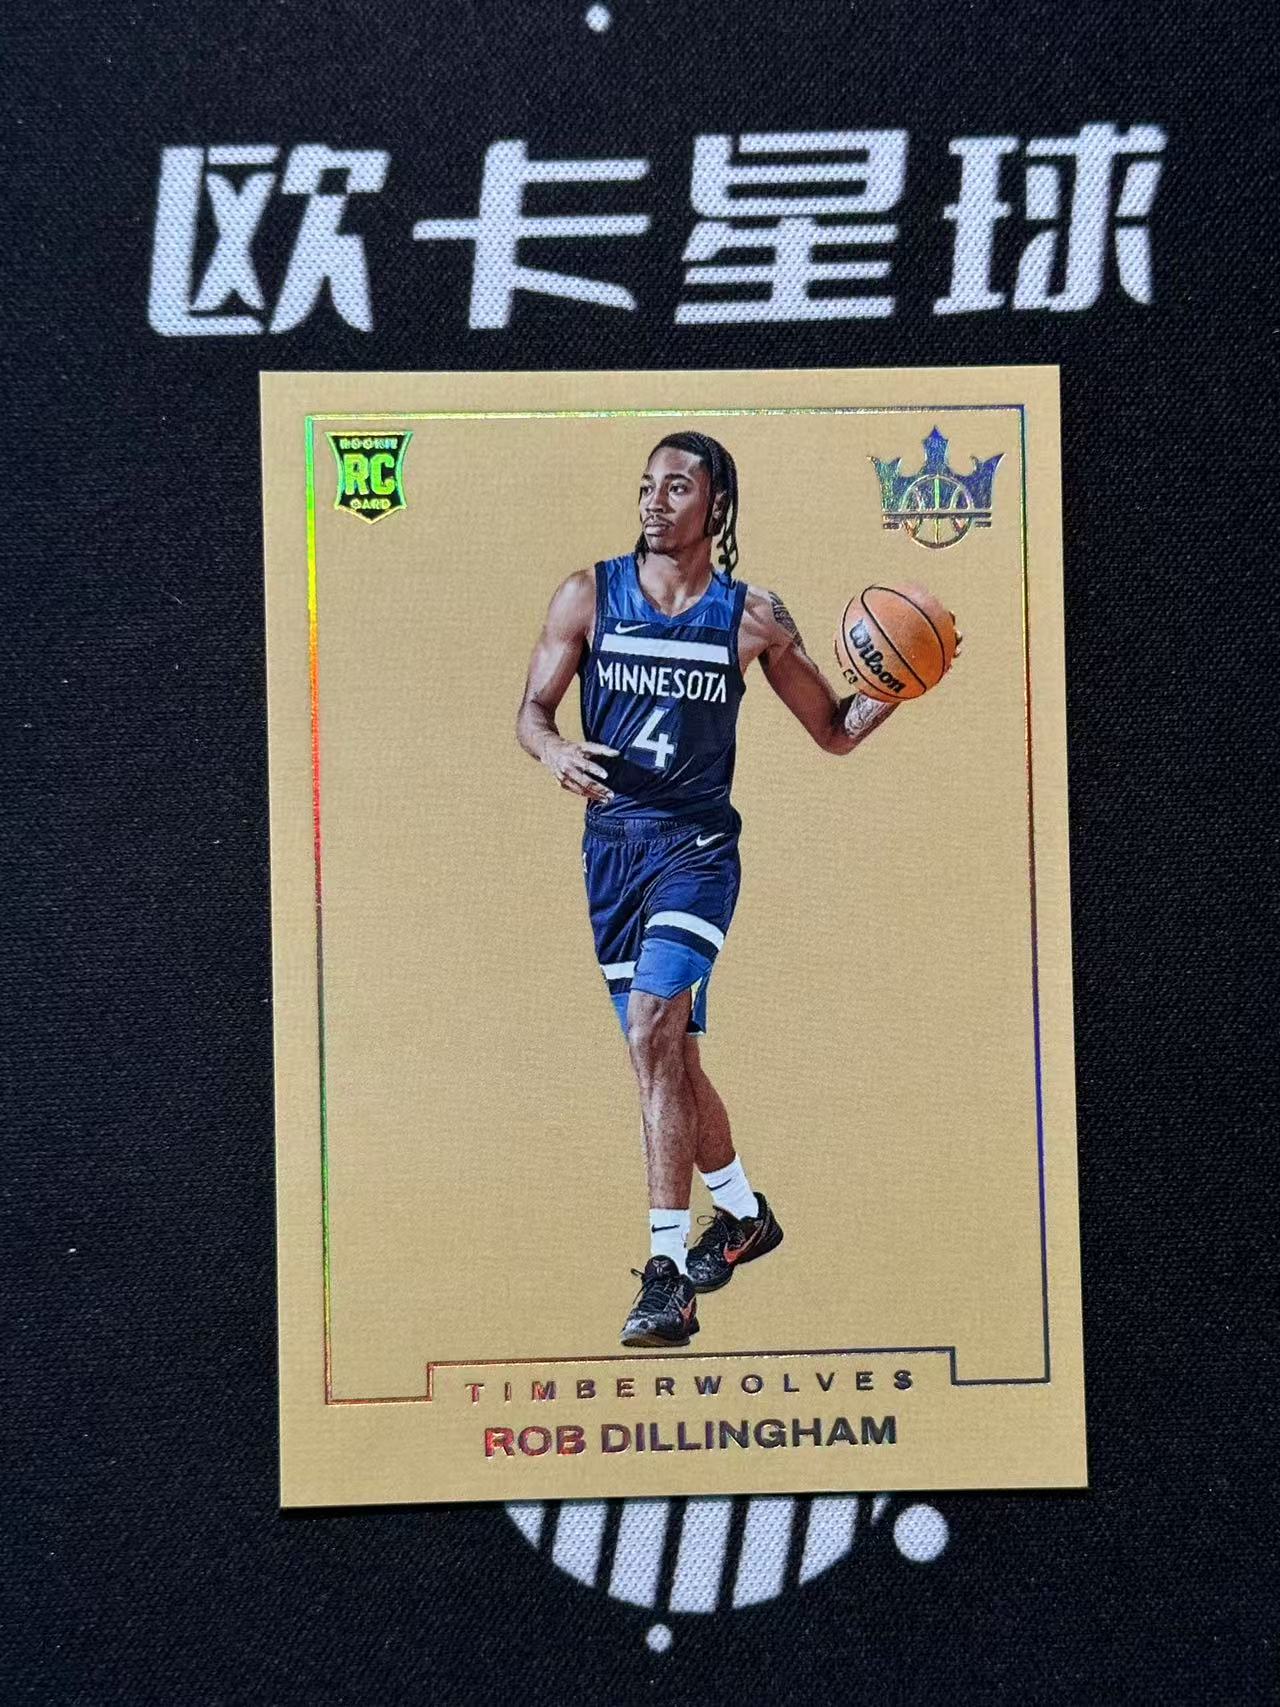 欧卡星球
ROOKIE
RC
CARD
Wilson
MINNESOTA
4
TIMBERWOLVES
ROB DILLINGHAM